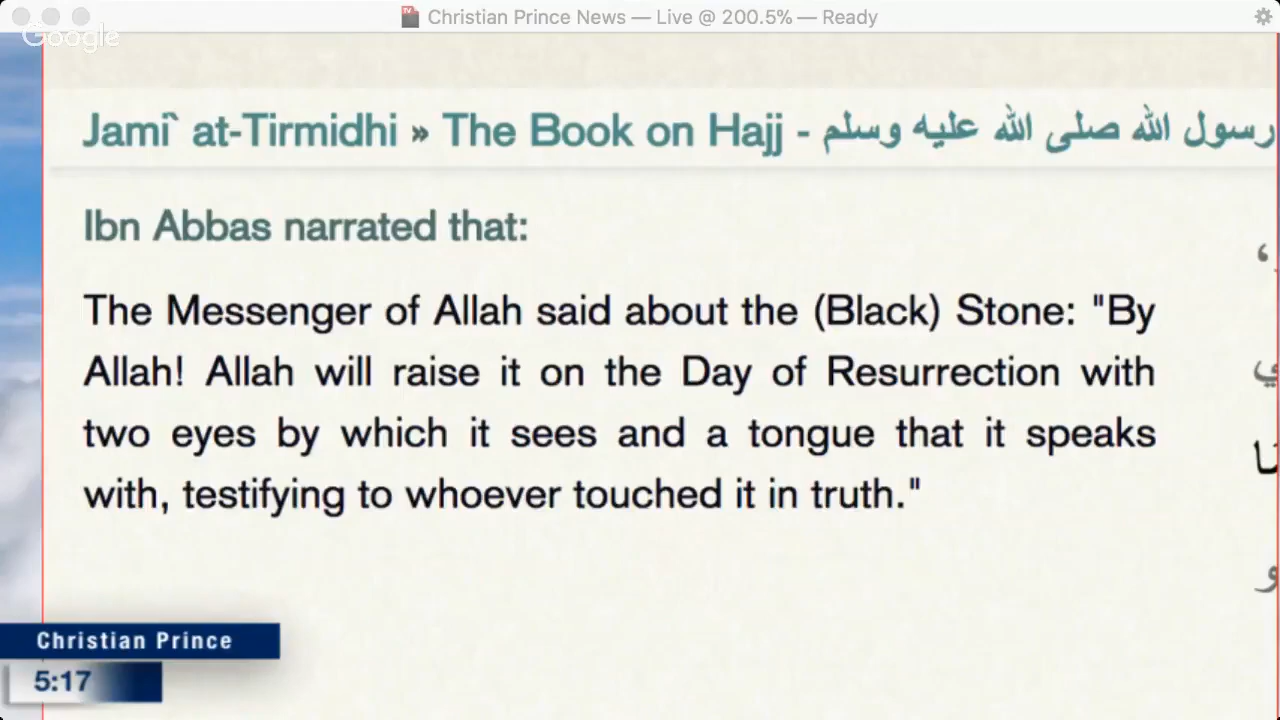 Christian Prince News — Live @ 200.5% — Ready
Google
Jami` at-Tirmidhi » The Book on Hajj - رسول الله صلى الله عليه وسلم
Ibn Abbas narrated that:
The Messenger of Allah said about the (Black) Stone: "By
Allah! Allah will raise it on the Day of Resurrection with
two eyes by which it sees and a tongue that it speaks
with, testifying to whoever touched it in truth."
Christian Prince
5:17